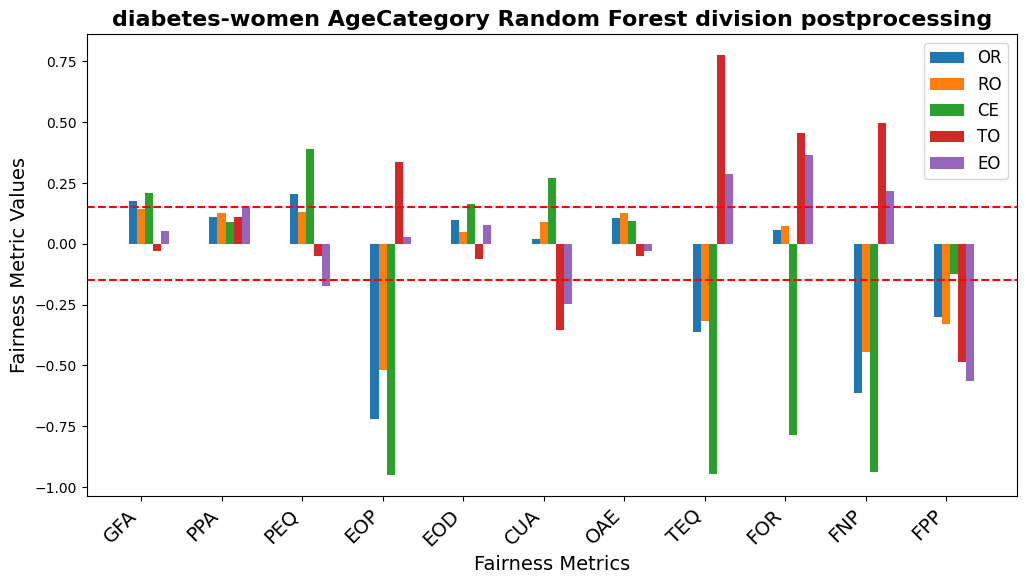 diabetes-women AgeCategory Random Forest division postprocessing
Fairness Metric Values
0.75
0.50
0.25
0.00
−0.25
−0.50
−0.75
−1.00
OR
RO
CE
TO
EO
GFA
PPA
PEQ
EOP
EOD
CUA
OAE
TEQ
FOR
FNP
FPP
Fairness Metrics